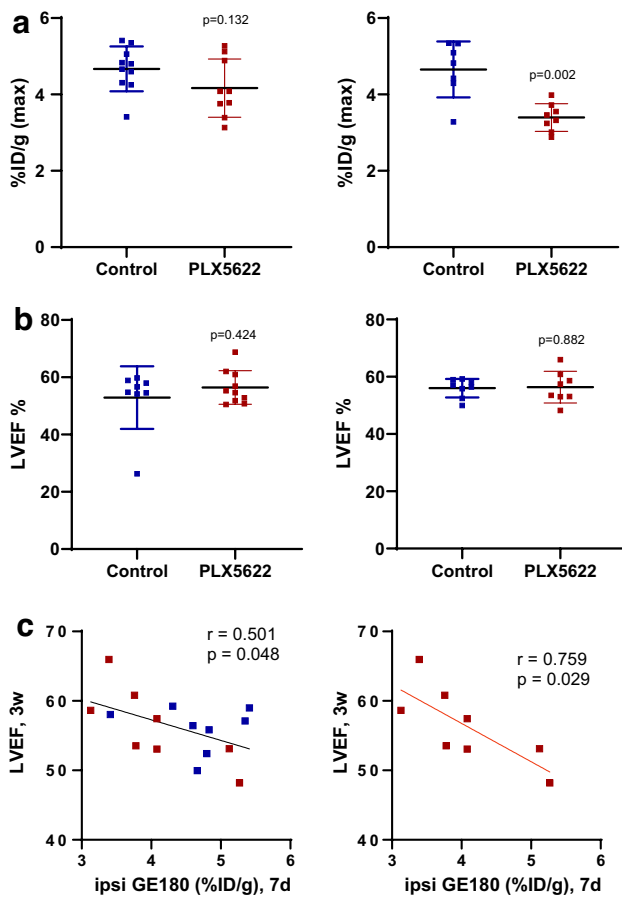 a
%ID/g (max)
6
4
2
0
p=0.132
Control
PLX5622
%ID/g (max)
6
4
2
0
p=0.002
Control
PLX5622
b
LVEF %
80
60
40
20
0
p=0.424
Control
PLX5622
LVEF %
80
60
40
20
0
p=0.882
Control
PLX5622
c
LVEF, 3w
70
60
50
40
r = 0.501
p = 0.048
3
4
5
6
ipsi GE180 (%ID/g), 7d
LVEF, 3w
70
60
50
40
r = 0.759
p = 0.029
3
4
5
6
ipsi GE180 (%ID/g), 7d